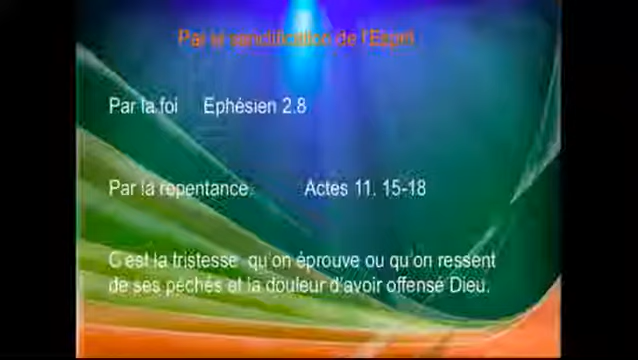 Par la sanctification de l'Esprit
Par la foi Ephésien 2.8
Par la repentance Actes 11. 15-18
C'est la tristesse qu'on éprouve ou qu'on ressent
de ses péchés et la douleur d'avoir offensé Dieu.